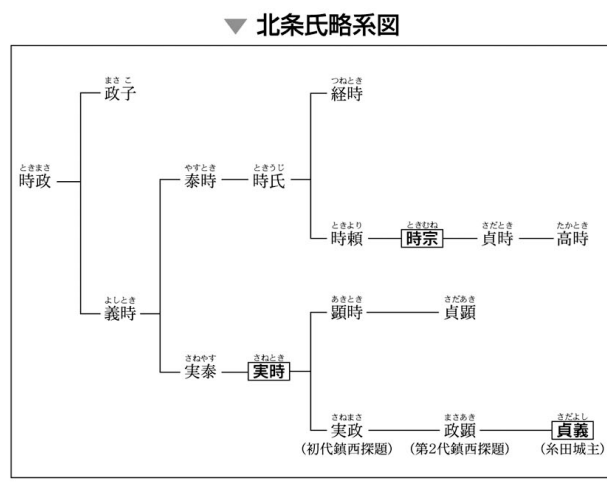 ▼ 北条氏略系図
まさこ
政子
つねとき
経時
ときまさ
時政
やすとき
泰時
ときうじ
時氏
ときより
時頼
ときむね
時宗
さだとき
貞時
たかとき
高時
よしとき
義時
あきとき
顕時
さだあき
貞顕
さねやす
実泰
さねとき
実時
さねまさ
実政
(初代鎮西探題)
まさあき
政顕
(第2代鎮西探題)
さだよし
貞義
(糸田城主)